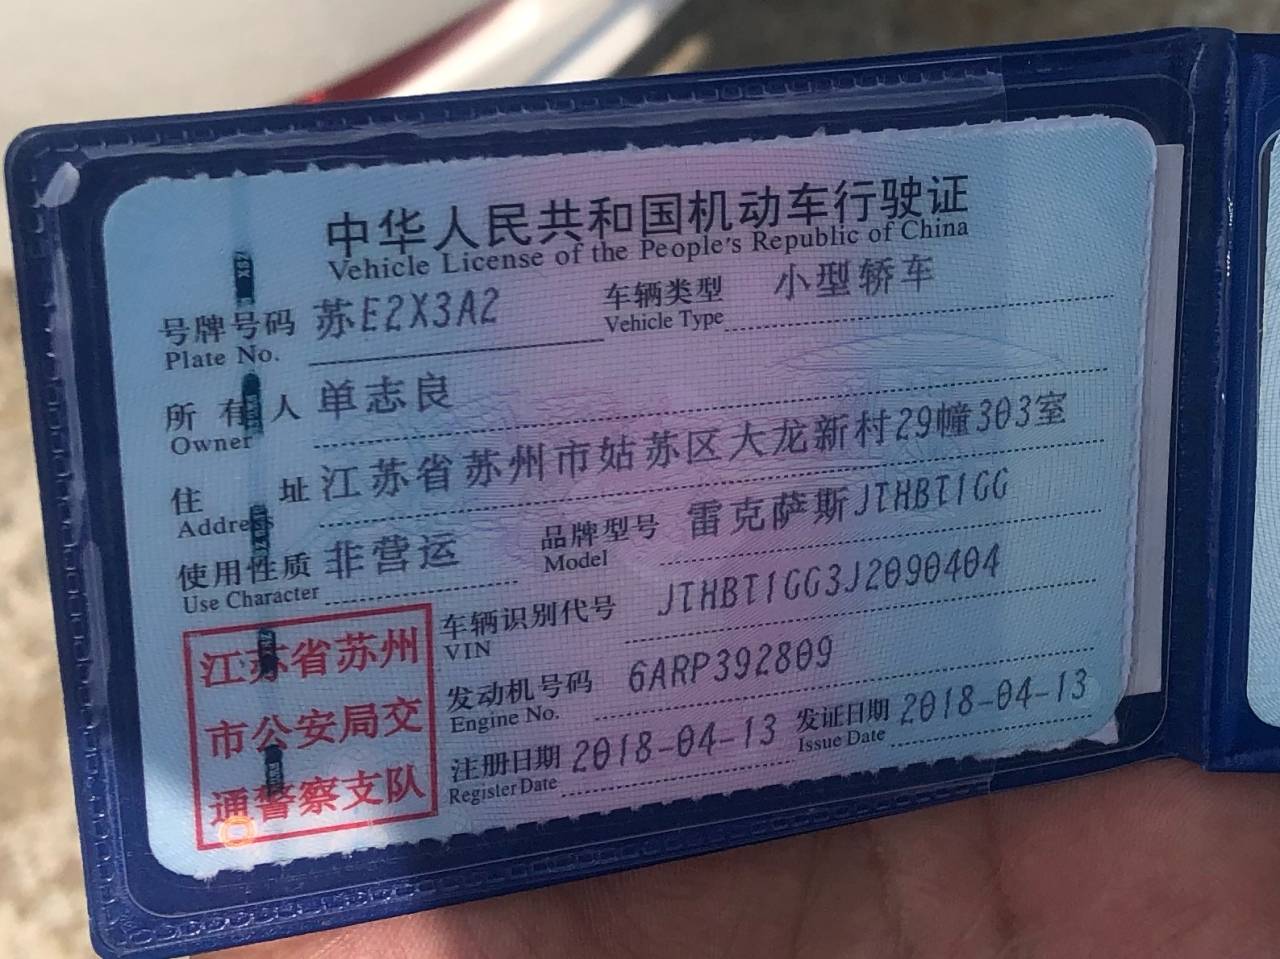 中华人民共和国机动车行驶证
Vehicle License of the People's Republic of China
号牌号码 苏E2X3A2 车辆类型 小型轿车
Plate No. Vehicle Type
所有人 单志良
Owner
住址 江苏省苏州市姑苏区大龙新村29幢303室
Address
使用性质 非营运 品牌型号 雷克萨斯JTHBT1GG
Use Character Model
车辆识别代号 JTHBT1GG3J2090404
VIN
发动机号码 6ARP392809
Engine No.
注册日期 2018-04-13 发证日期 2018-04-13
Register Date Issue Date
江苏省苏州
市公安局交
通警察支队